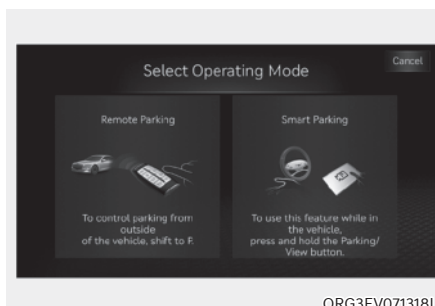 Select Operating Mode
Cancel
Remote Parking
Smart Parking
To control parking from
outside
of the vehicle, shift to P.
To use this feature while in
the vehicle,
press and hold the Parking/
View button.
ORG3EV071318L